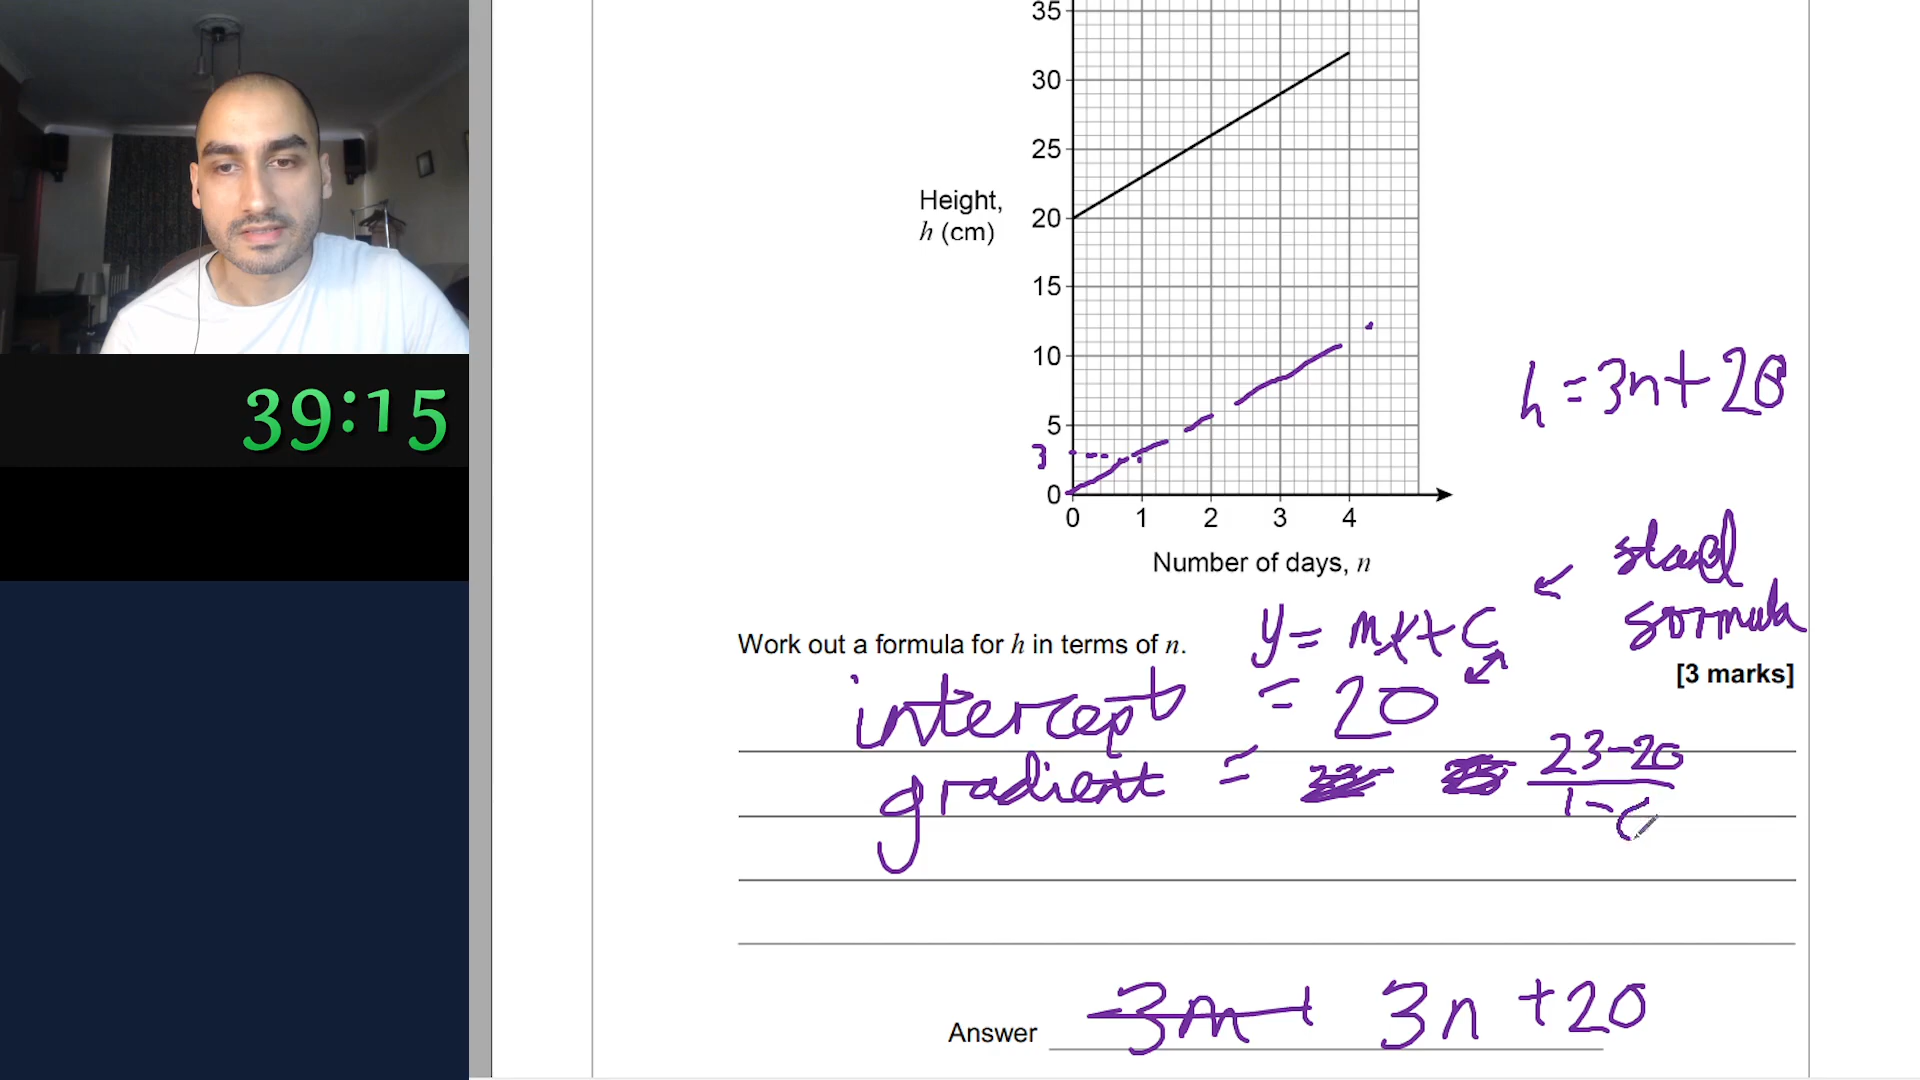 39:15
35
30
25
Height,
h (cm)
20
15
10
5
3
0
0 1 2 3 4
Number of days, n
h = 3n + 20
formula
y = mx + c
Work out a formula for h in terms of n.
[3 marks]
intercept = 20
gradient = 23 - 20
1 - 0
Answer 3n + 20